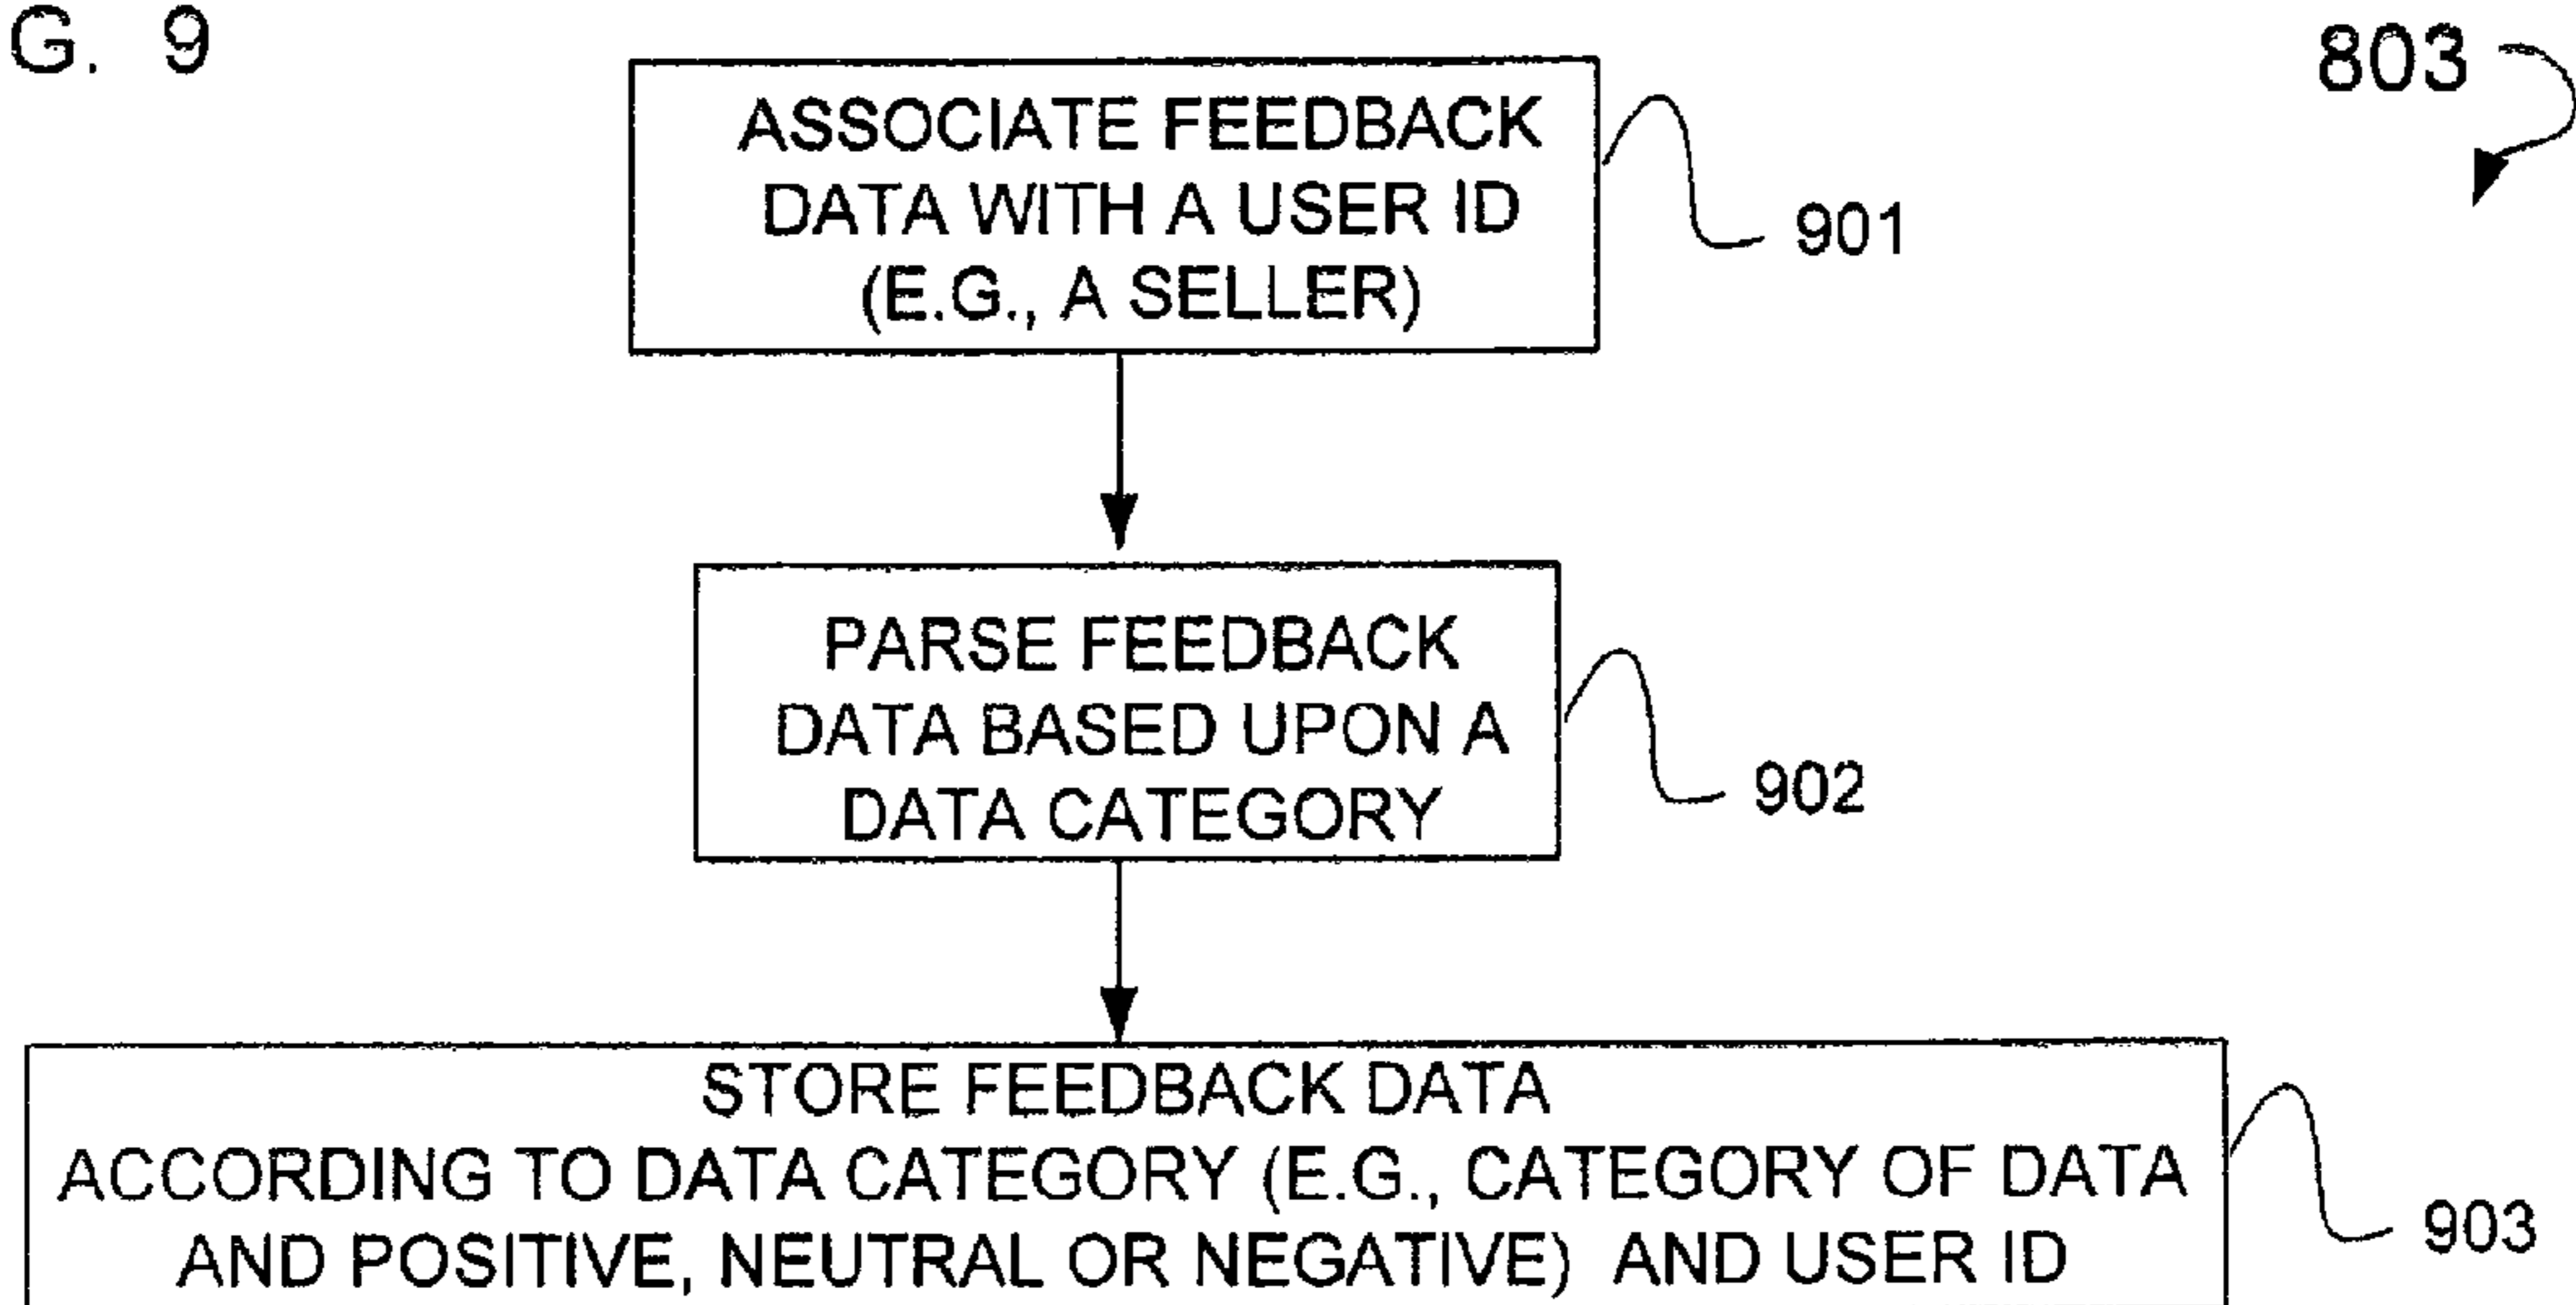 G. 9
803
ASSOCIATE FEEDBACK
DATA WITH A USER ID
(E.G., A SELLER)
901
PARSE FEEDBACK
DATA BASED UPON A
DATA CATEGORY
902
STORE FEEDBACK DATA
ACCORDING TO DATA CATEGORY (E.G., CATEGORY OF DATA
AND POSITIVE, NEUTRAL OR NEGATIVE) AND USER ID
903